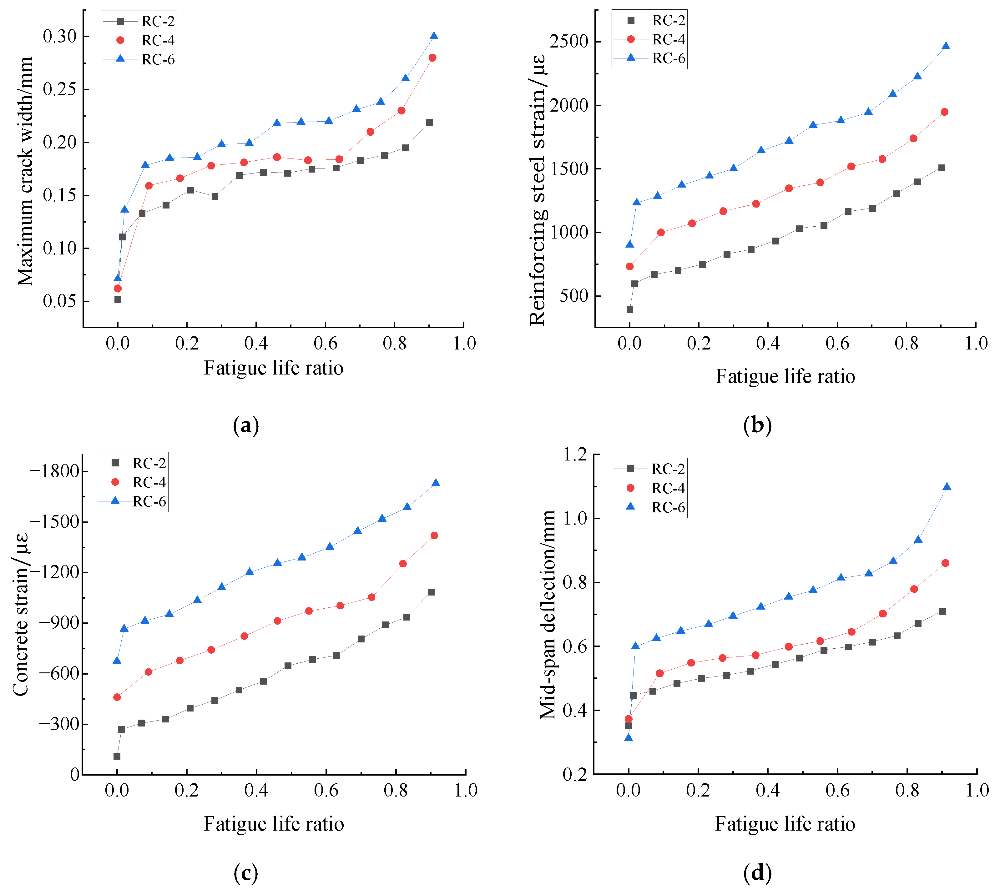 RC-2
RC-4
RC-6
0.30
0.25
0.20
0.15
0.10
0.05
Maximum crack width/mm
0.0 0.2 0.4 0.6 0.8 1.0
Fatigue life ratio
(a)
RC-2
RC-4
RC-6
2500
2000
1500
1000
500
Reinforcing steel strain/με
0.0 0.2 0.4 0.6 0.8 1.0
Fatigue life ratio
(b)
RC-2
RC-4
RC-6
−1800
−1500
−1200
−900
−600
−300
0
Concrete strain/με
0.0 0.2 0.4 0.6 0.8 1.0
Fatigue life ratio
(c)
RC-2
RC-4
RC-6
1.2
1.0
0.8
0.6
0.4
0.2
Mid-span deflection/mm
0.0 0.2 0.4 0.6 0.8 1.0
Fatigue life ratio
(d)